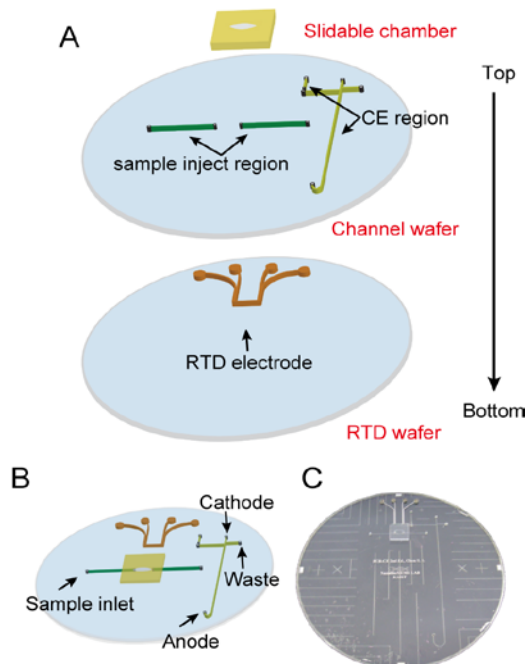 A
Slidable chamber
Top
CE region
sample inject region
Channel wafer
RTD electrode
Bottom
RTD wafer
B
Cathode
Waste
Sample inlet
Anode
C